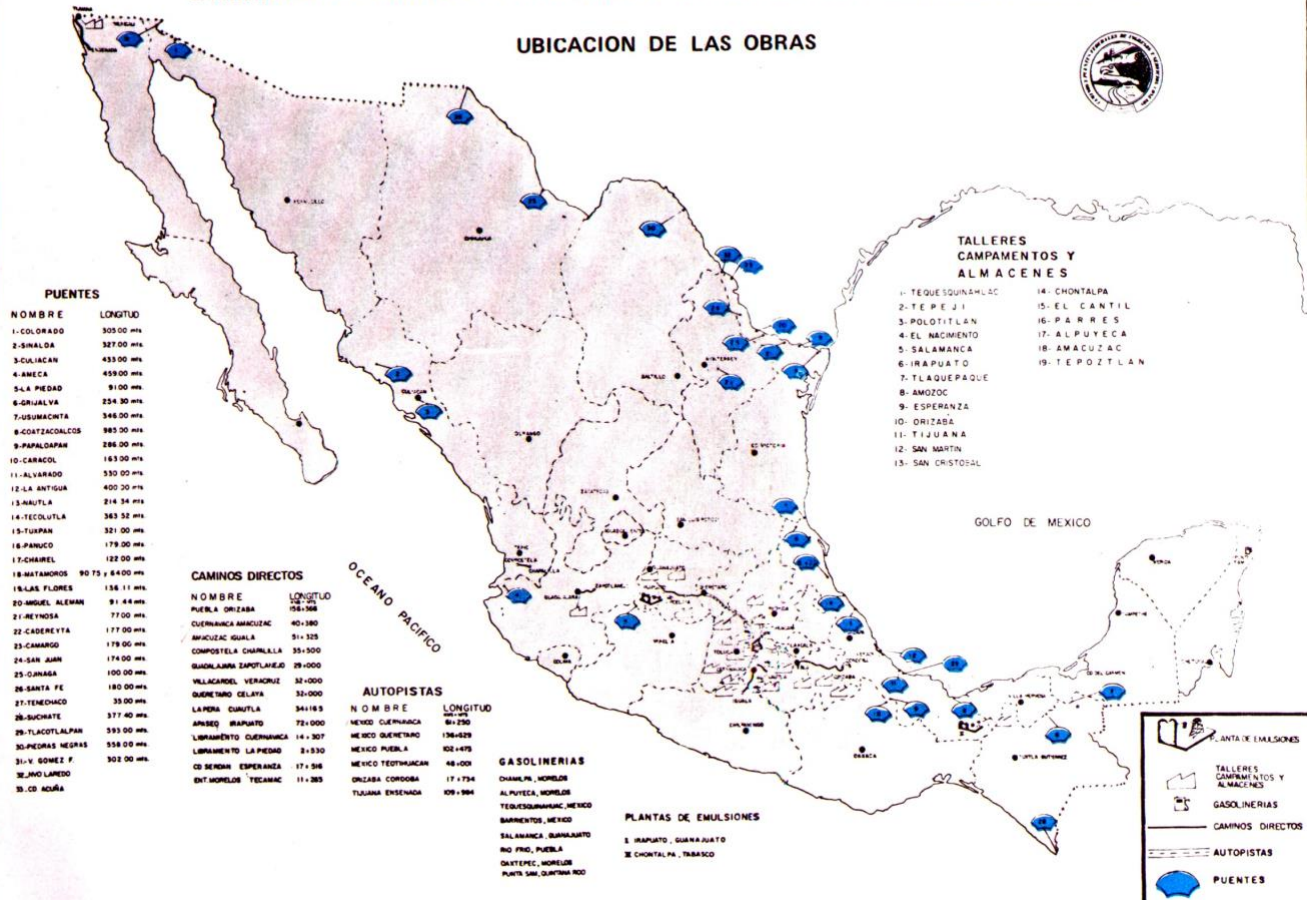 UBICACION DE LAS OBRAS
PUENTES
NOMBRE LONGITUD
1-COLORADO 305.00 mts.
2-SINALOA 327.00 mts.
3-CULIACAN 433.00 mts.
4-AMECA 459.00 mts.
5-LA PIEDAD 91.00 mts.
6-GRIJALVA 254.30 mts.
7-USUMACINTA 346.00 mts.
8-COATZACOALCOS 985.00 mts.
9-PAPALOAPAN 286.00 mts.
10-CARACOL 163.00 mts.
11-ALVARADO 530.00 mts.
12-LA ANTIGUA 400.00 mts.
13-NAUTLA 214.34 mts.
14-TECOLUTLA 363.52 mts.
15-TUXPAN 321.00 mts.
16-PANUCO 179.00 mts.
17-CHAIREL 122.00 mts.
18-MATAMOROS 90.75 y 64.00 mts.
19-LAS FLORES 156.11 mts.
20-MIGUEL ALEMAN 91.44 mts.
21-REYNOSA 77.00 mts.
22-CADEREYTA 177.00 mts.
23-CAMARGO 179.00 mts.
24-SAN JUAN 174.00 mts.
25-OJINAGA 100.00 mts.
26-SANTA FE 180.00 mts.
27-TENECHACO 35.00 mts.
28-SUCHIATE 377.40 mts.
29-TLACOTLALPAN 593.00 mts.
30-PIEDRAS NEGRAS 558.00 mts.
31-V. GOMEZ F. 302.00 mts.
32_NVO LAREDO
33_CD ACUÑA
CAMINOS DIRECTOS
NOMBRE LONGITUD
PUEBLA ORIZABA
CUERNAVACA AMACUZAC 40+380
AMACUZAC IGUALA 51+325
COMPOSTELA CHAPALILLA 35+500
GUADALAJARA ZAPOTLANEJO 29+000
VILLACARDEL VERACRUZ 32+000
QUERETARO CELAYA 52+000
LA PERA CUAUTLA 34+165
APASEO IRAPUATO 72+000
LIBRAMIENTO CUERNAVACA 14+307
LIBRAMIENTO LA PIEDAD 2+530
CD SERDAN ESPERANZA 17+516
ENT. MORELOS TECAMAC 11+285
OCEANO PACIFICO
AUTOPISTAS
NOMBRE LONGITUD
MEXICO CUERNAVACA
MEXICO QUERETARO
MEXICO PUEBLA 102+475
MEXICO TEOTIHUACAN 46+001
ORIZABA CORDOBA 17+754
TIJUANA ENSENADA 109+984
GASOLINERIAS
MORELOS
ALPUYECA, MORELOS
TEQUESQUINAHUAC, MEXICO
BARRIENTOS, MEXICO
SALAMANCA, GUANAJUATO
RIO FRIO, PUEBLA
OAXTEPEC, MORELOS
PUNTA SAM, QUINTANA ROO
PLANTAS DE EMULSIONES
I IRAPUATO, GUANAJUATO
II CHONTALPA, TABASCO
TALLERES
CAMPAMENTOS Y
ALMACENES
1- TEQUESQUINAHUAC
2- TEPEJI
3- POLOTITLAN
4- EL NACIMIENTO
5- SALAMANCA
6- IRAPUATO
7- TLAQUEPAQUE
8- AMOZOC
9- ESPERANZA
10- ORIZABA
11- TIJUANA
12- SAN MARTIN
13- SAN CRISTOBAL
14- CHONTALPA
15- EL CANTIL
16- PARRES
17- ALPUYECA
18- AMACUZAC
19- TEPOZTLAN
GOLFO DE MEXICO
MONTERREY
SALTILLO
CULIACAN
DURANGO
CD VICTORIA
ZACATECAS
SAN LUIS POTOSI
TEPIC
COMPOSTELA
COLIMA
OAXACA
MERIDA
TUXTLA GUTIERREZ
PLANTA DE EMULSIONES
TALLERES
CAMPAMENTOS Y
ALMACENES
GASOLINERIAS
CAMINOS DIRECTOS
AUTOPISTAS
PUENTES